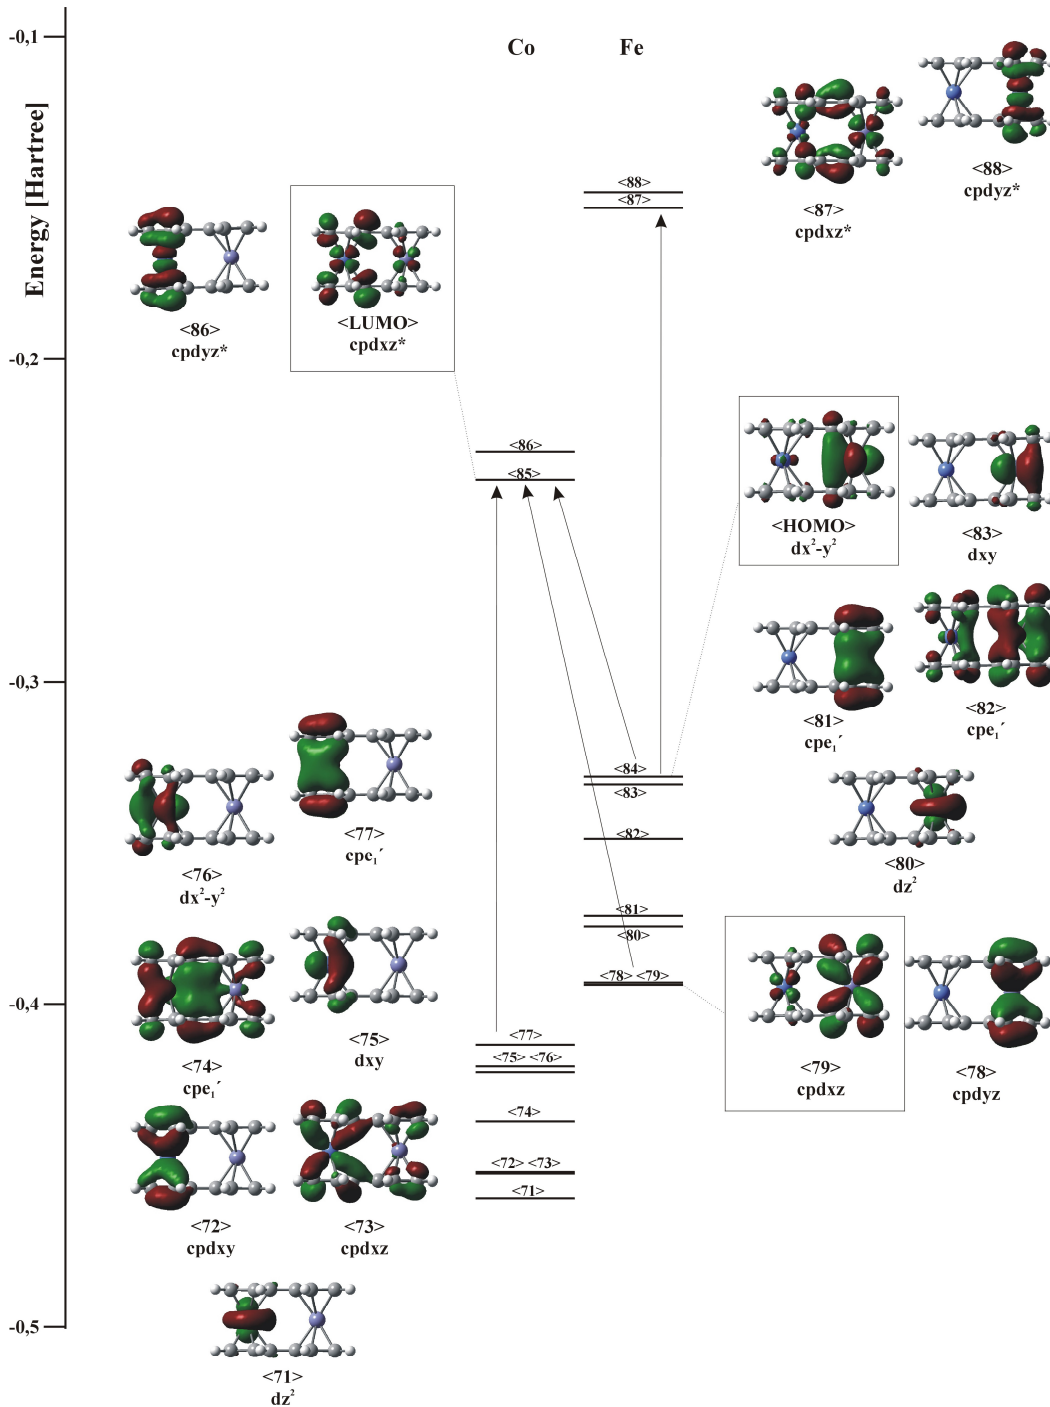 -0,1
Co
Fe
Energy [Hartree]
<88>
<87>
<88>
cpdyz*
<87>
cpdxz*
<86>
cpdyz*
<LUMO>
cpdxz*
-0,2
<86>
<85>
<HOMO>
dx²-y²
<83>
dxy
-0,3
<81>
cpe₁´
<82>
cpe₁´
<84>
<83>
<82>
<77>
cpe₁´
<76>
dx²-y²
<80>
dz²
<81>
<80>
<78> <79>
-0,4
<77>
<75> <76>
<75>
dxy
<74>
cpe₁´
<79>
cpdxz
<78>
cpdyz
<74>
<72> <73>
<71>
<72>
cpdxy
<73>
cpdxz
-0,5
<71>
dz²